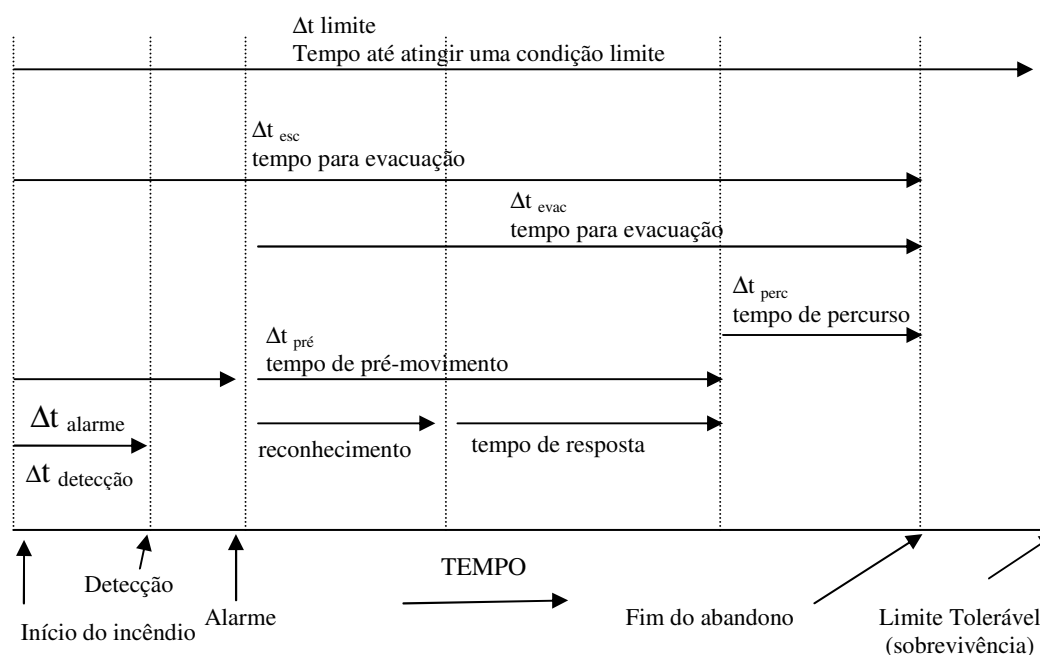 Δt limite
Tempo até atingir uma condição limite
Δt esc
tempo para evacuação
Δt evac
tempo para evacuação
Δt perc
tempo de percurso
Δt pré
tempo de pré-movimento
Δt alarme
reconhecimento
tempo de resposta
Δt detecção
TEMPO
Detecção
Alarme
Início do incêndio
Fim do abandono
Limite Tolerável
(sobrevivência)